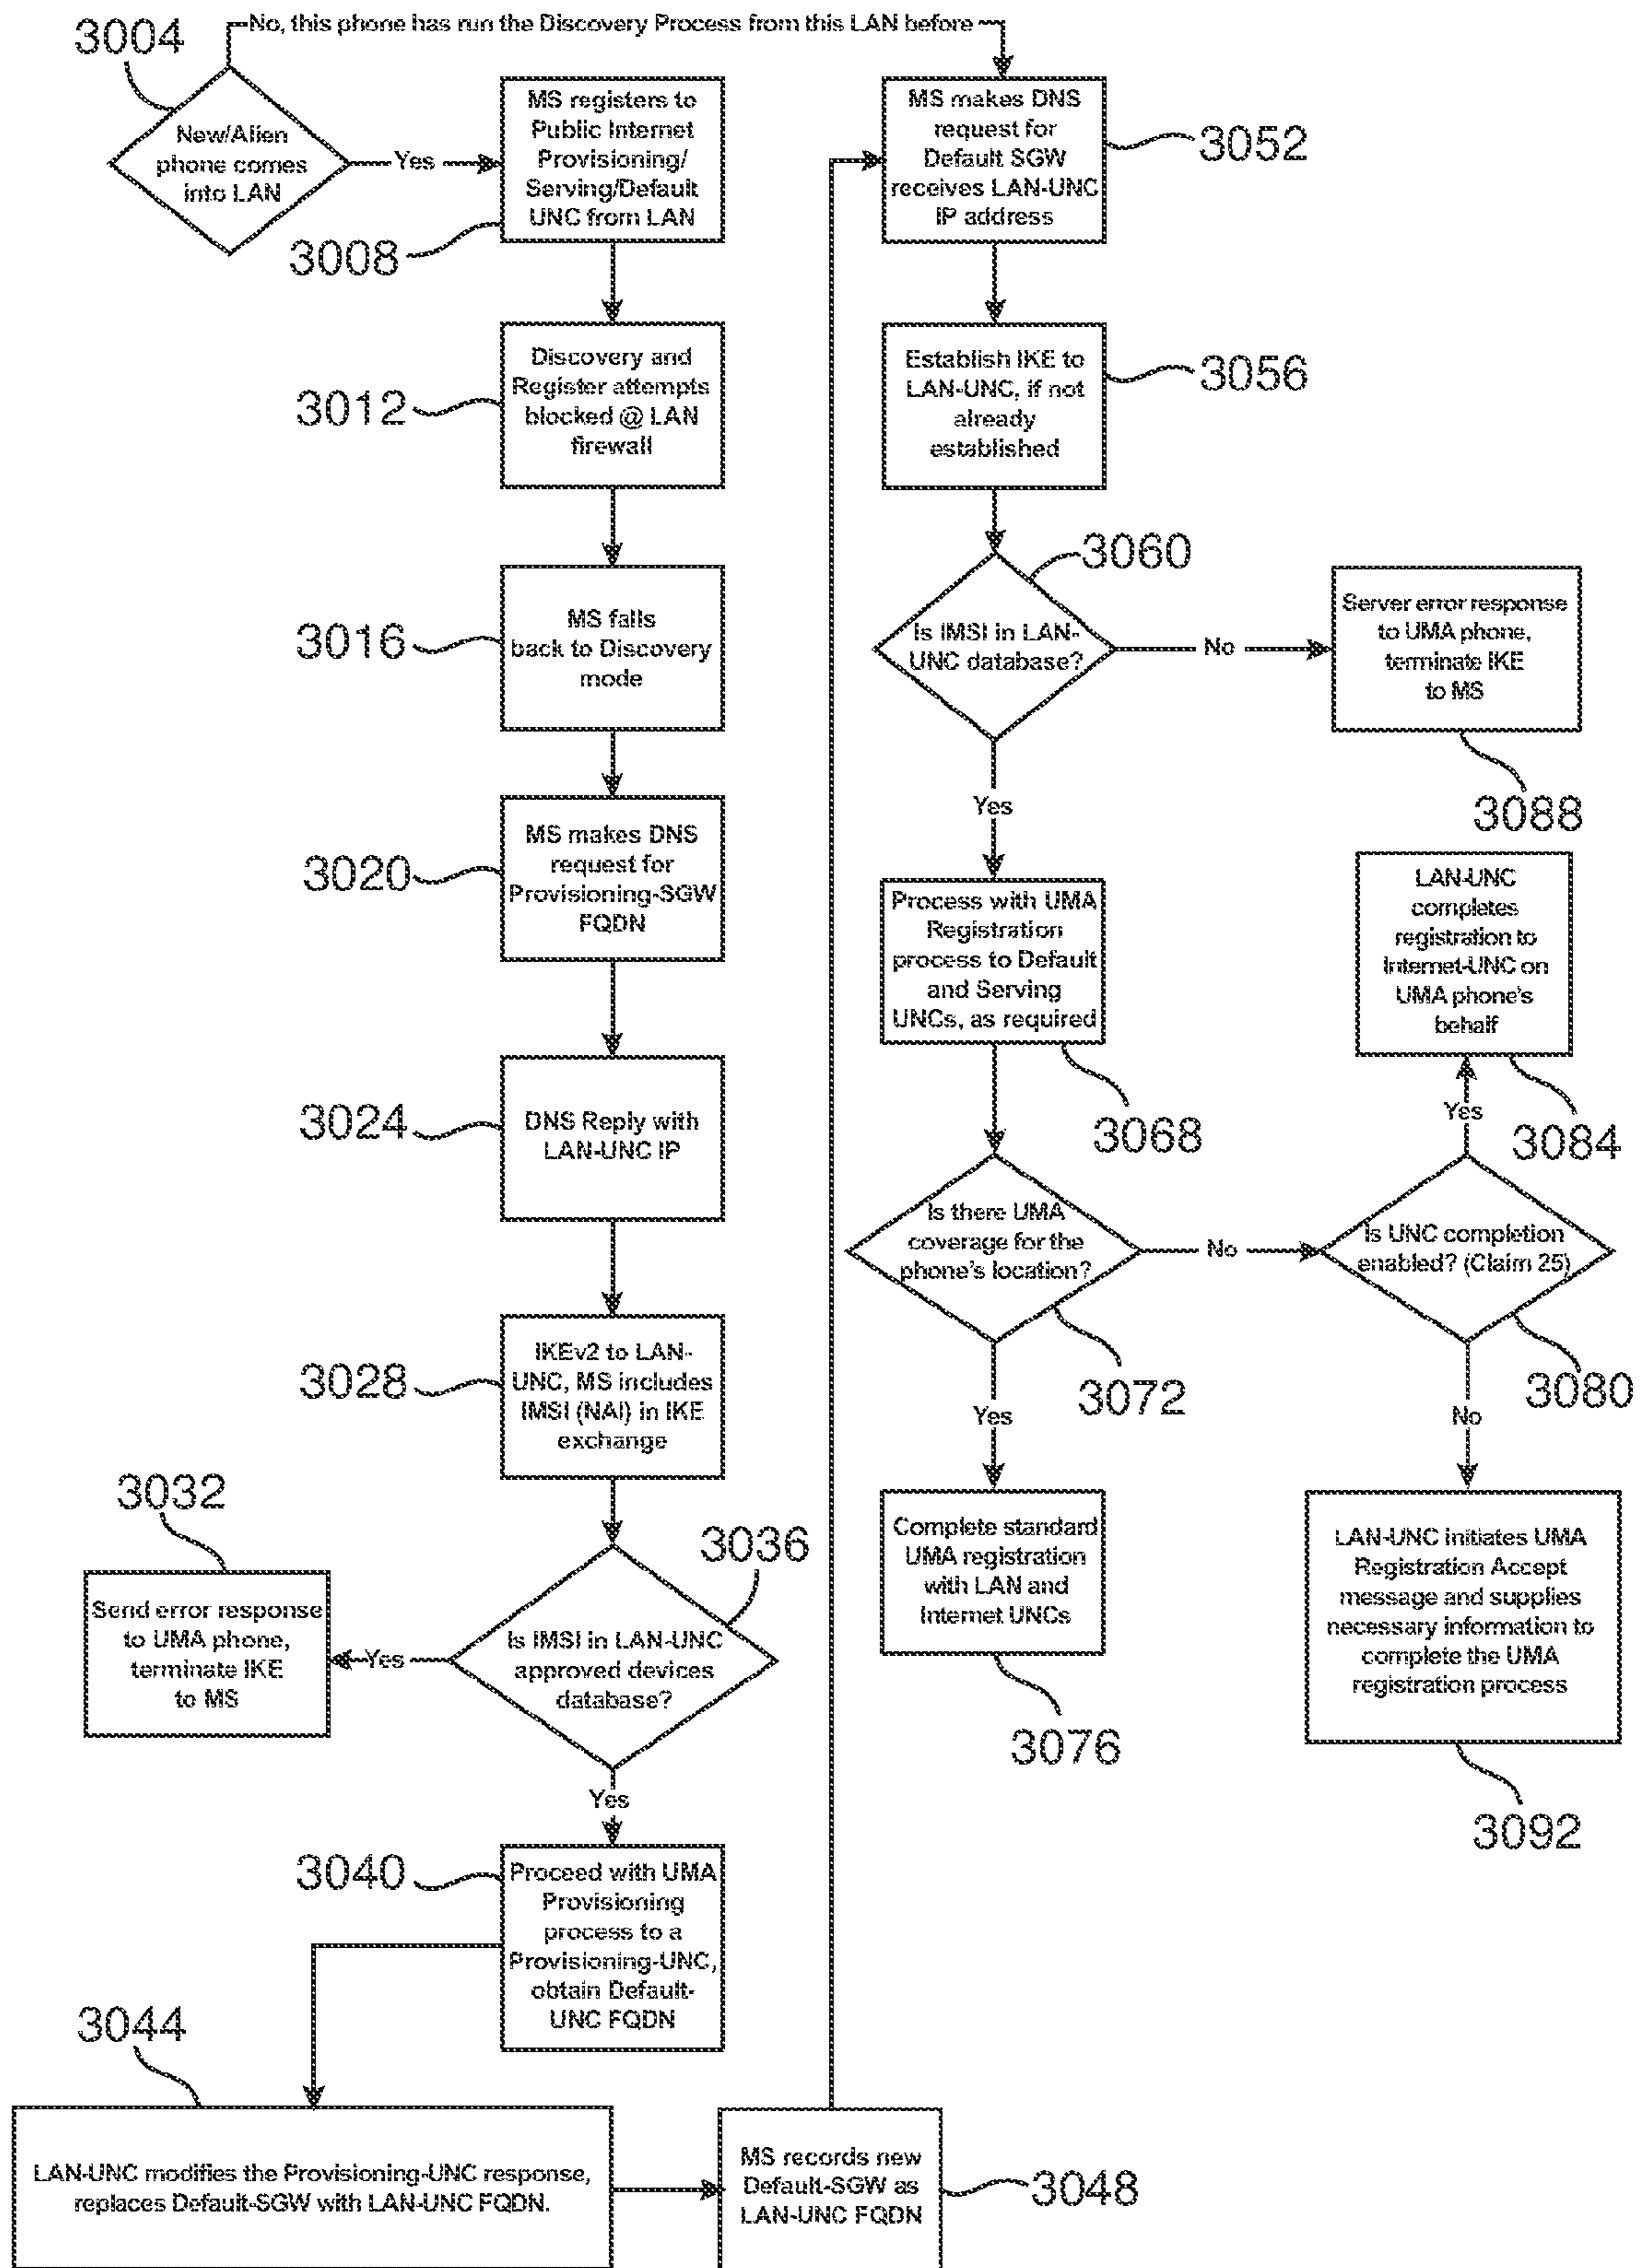 No, this phone has run the Discovery Process from this LAN before
3004
New/Alien
phone comes
into LAN
Yes
MS registers to
Public Internet
Provisioning/
Serving/Default
UNC from LAN
3008
Discovery and
Register attempts
blocked @ LAN
firewall
3012
MS falls
back to Discovery
mode
3016
MS makes DNS
request for
Provisioning-SGW
FQDN
3020
DNS Reply with
LAN-UNC IP
3024
IKEv2 to LAN-
UNC, MS includes
IMSI (NAI) in IKE
exchange
3028
3032
Send error response
to UMA phone,
terminate IKE
to MS
Yes
3036
Is IMSI in LAN-UNC
approved devices
database?
Yes
3040
Proceed with UMA
Provisioning
process to a
Provisioning-UNC,
obtain Default-
UNC FQDN
3044
LAN-UNC modifies the Provisioning-UNC response,
replaces Default-SGW with LAN-UNC FQDN.
MS records new
Default-SGW as
LAN-UNC FQDN
3048
MS makes DNS
request for
Default SGW
receives LAN-UNC
IP address
3052
Establish IKE to
LAN-UNC, if not
already
established
3056
3060
Is IMSI in LAN-
UNC database?
No
Server error response
to UMA phone,
terminate IKE
to MS
3088
Yes
Process with UMA
Registration
process to Default
and Serving
UNCs, as required
3068
Is there UMA
coverage for the
phone's location?
3072
No
Is UNC completion
enabled? (Claim 25)
3080
Yes
LAN-UNC
completes
registration to
Internet-UNC on
UMA phone's
behalf
3084
Yes
Complete standard
UMA registration
with LAN and
Internet UNCs
3076
No
LAN-UNC initiates UMA
Registration Accept
message and supplies
necessary information to
complete the UMA
registration process
3092